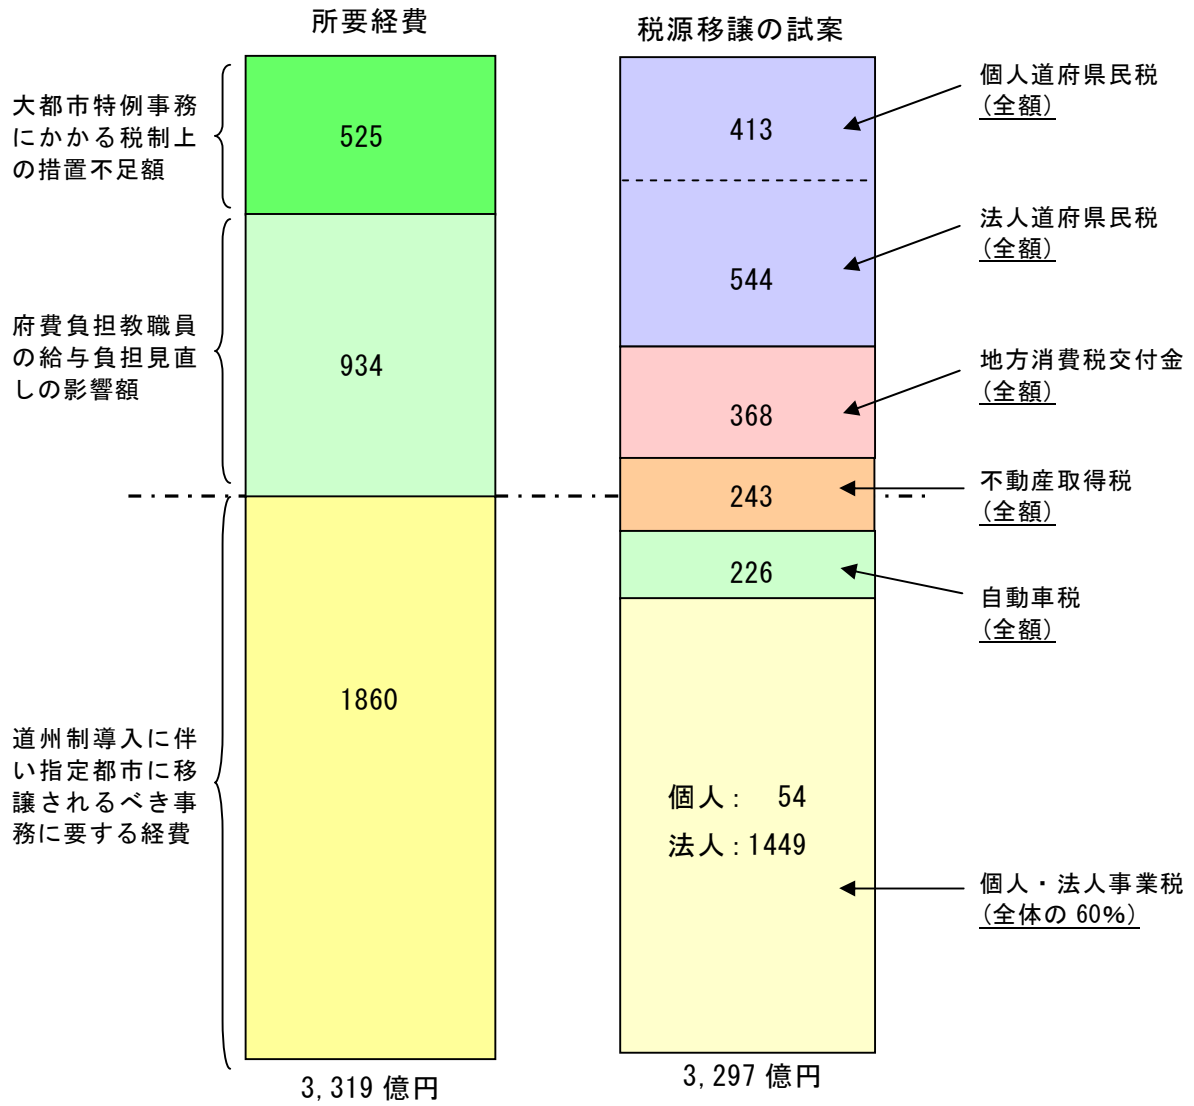 所要経費
大都市特例事務
にかかる税制上
の措置不足額
525
府費負担教職員
の給与負担見直
しの影響額
934
道州制導入に伴
い指定都市に移
譲されるべき事
務に要する経費
1860
3,319 億円
税源移譲の試案
413
個人道府県民税
(全額)
544
法人道府県民税
(全額)
368
地方消費税交付金
(全額)
243
不動産取得税
(全額)
226
自動車税
(全額)
個人： 54
法人：1449
個人・法人事業税
(全体の 60%)
3,297 億円